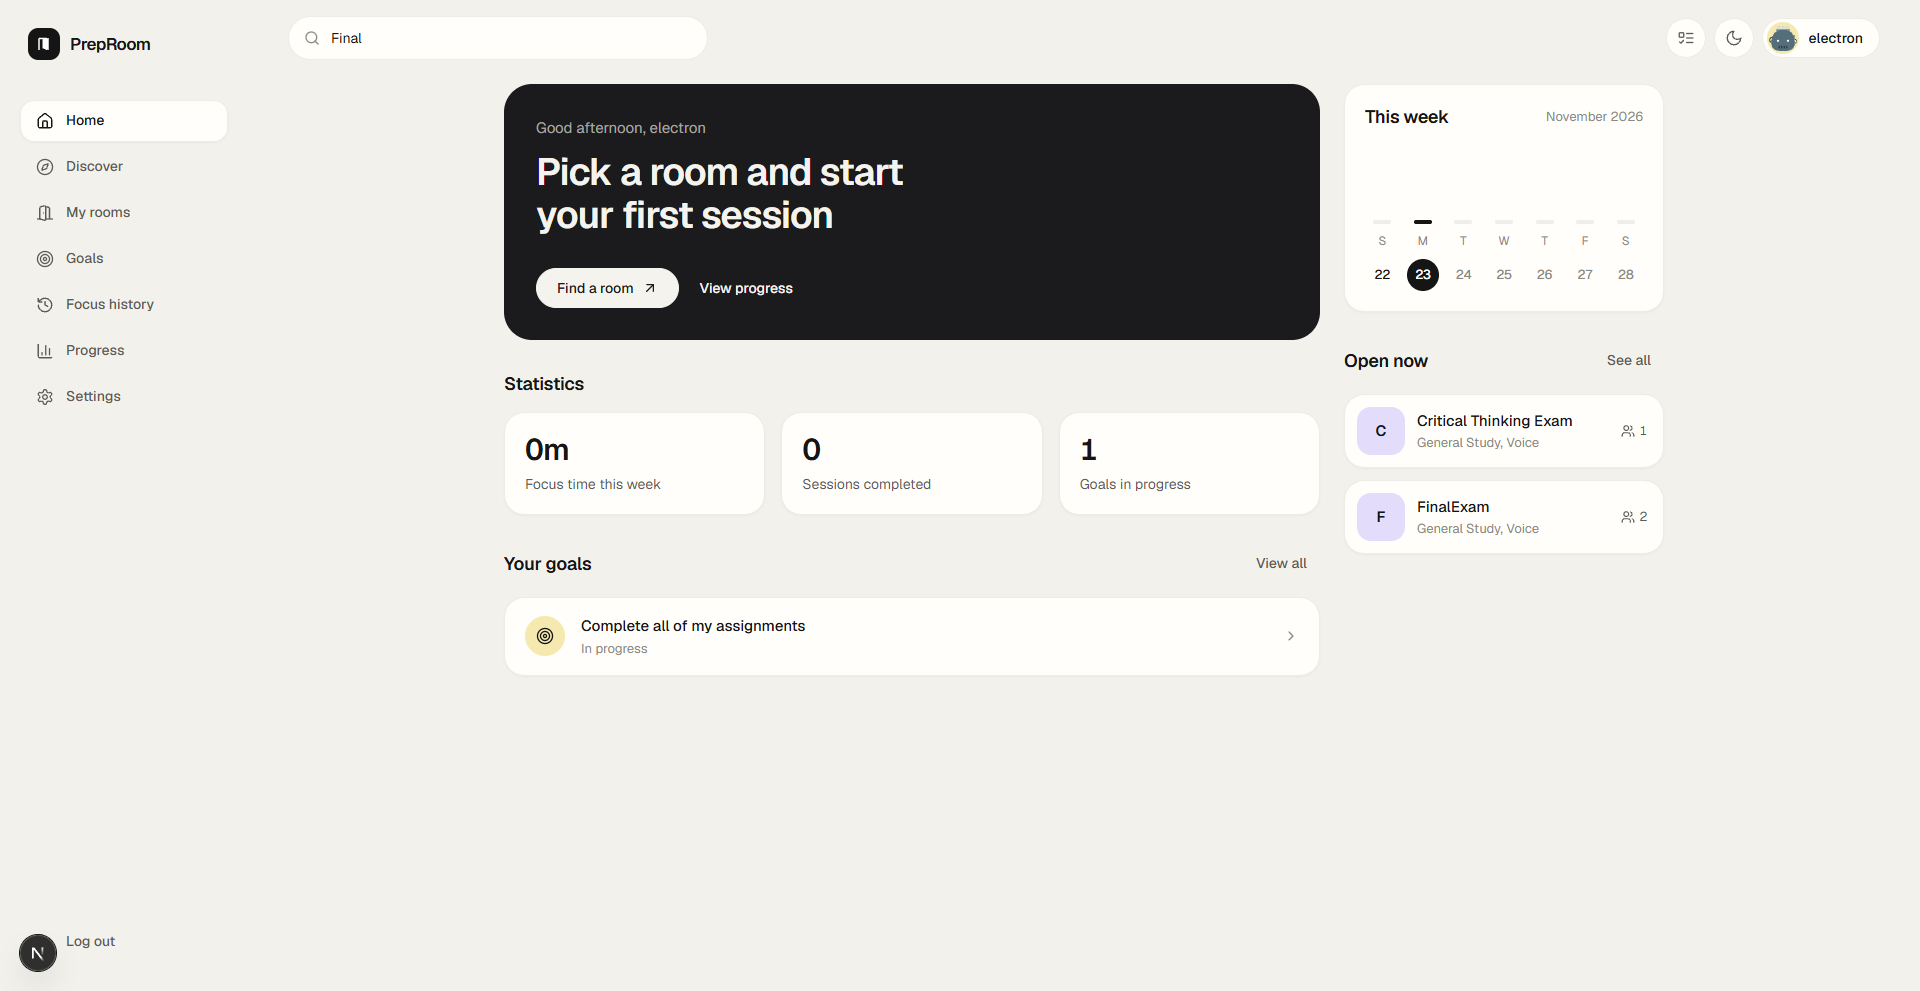 PrepRoom
Final
electron
Home
Discover
My rooms
Goals
Focus history
Progress
Settings
Log out
N
Good afternoon, electron
Pick a room and start
your first session
Find a room
View progress
Statistics
0m
Focus time this week
0
Sessions completed
1
Goals in progress
Your goals
View all
Complete all of my assignments
In progress
This week
November 2026
S M T W T F S
22 23 24 25 26 27 28
Open now
See all
C
Critical Thinking Exam
General Study, Voice
1
F
FinalExam
General Study, Voice
2